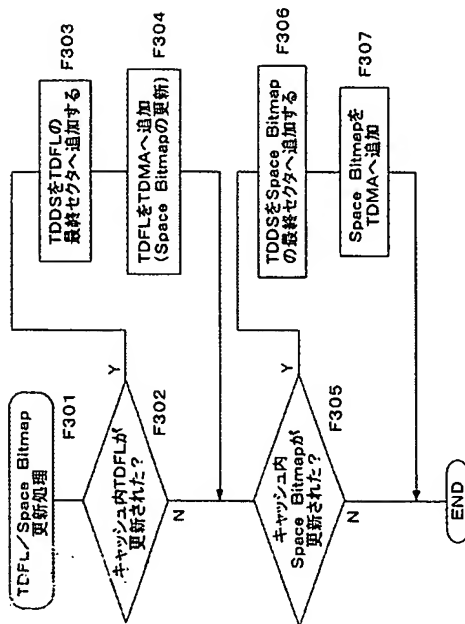 TDFL／Space Bitmap
更新処理
F301
キャッシュ内TDFLが
更新された？
F302
Y
N
TDDSをTDFLの
最終セクタへ追加する
F303
TDFLをTDMAへ追加
(Space Bitmapの更新)
F304
キャッシュ内
Space Bitmapが
更新された？
F305
Y
N
TDDSをSpace Bitmap
の最終セクタへ追加する
F306
Space Bitmapを
TDMAへ追加
F307
END